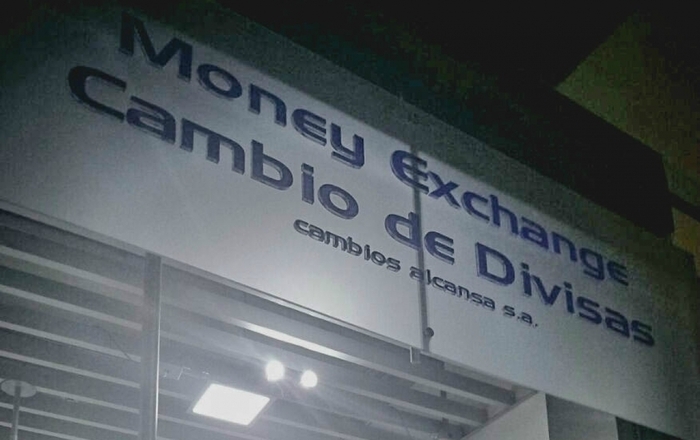 Money Exchange
Cambio de Divisas
cambios alcansa s.a.